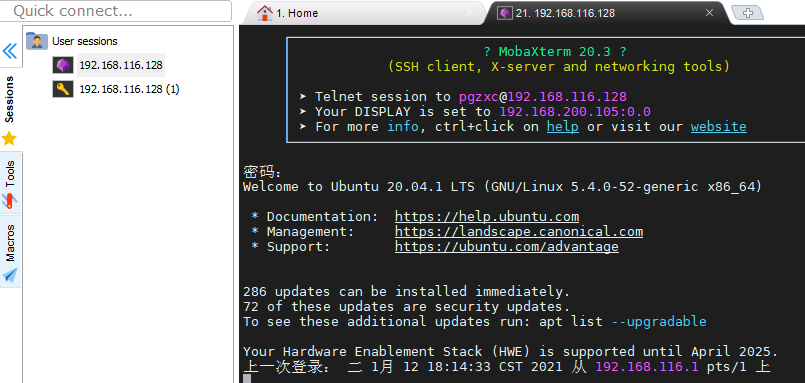 Quick connect...
1. Home
21. 192.168.116.128
User sessions
192.168.116.128
192.168.116.128 (1)
Sessions
Tools
Macros
? MobaXterm 20.3 ?
(SSH client, X-server and networking tools)
➤ Telnet session to pgzxc@192.168.116.128
➤ Your DISPLAY is set to 192.168.200.105:0.0
➤ For more info, ctrl+click on help or visit our website
密码：
Welcome to Ubuntu 20.04.1 LTS (GNU/Linux 5.4.0-52-generic x86_64)
* Documentation: https://help.ubuntu.com
* Management: https://landscape.canonical.com
* Support: https://ubuntu.com/advantage
286 updates can be installed immediately.
72 of these updates are security updates.
To see these additional updates run: apt list --upgradable
Your Hardware Enablement Stack (HWE) is supported until April 2025.
上一次登录： 二 1月 12 18:14:33 CST 2021 从 192.168.116.1 pts/1 上